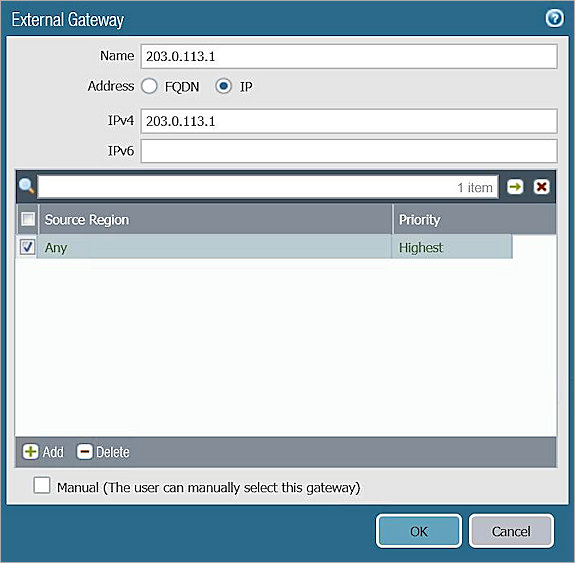 External Gateway
Name 203.0.113.1
Address FQDN IP
IPv4 203.0.113.1
IPv6
1 item
Source Region Priority
Any Highest
Add Delete
Manual (The user can manually select this gateway)
OK Cancel